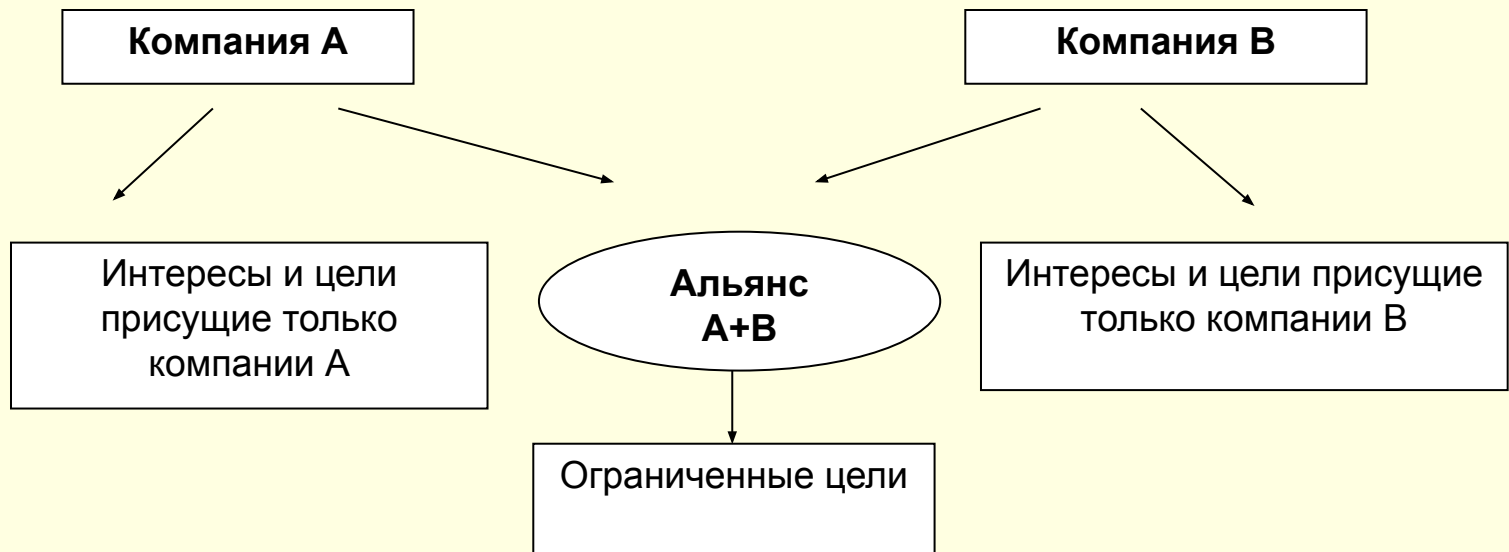 Компания А
Компания В
Интересы и цели
присущие только
компании А
Альянс
А+В
Интересы и цели присущие
только компании В
Ограниченные цели